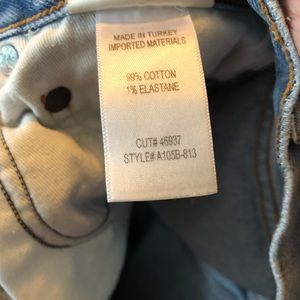 MADE IN TURKEY
IMPORTED MATERIALS
99% COTTON
1% ELASTANE
CUT# 46937
STYLE# A105B-813